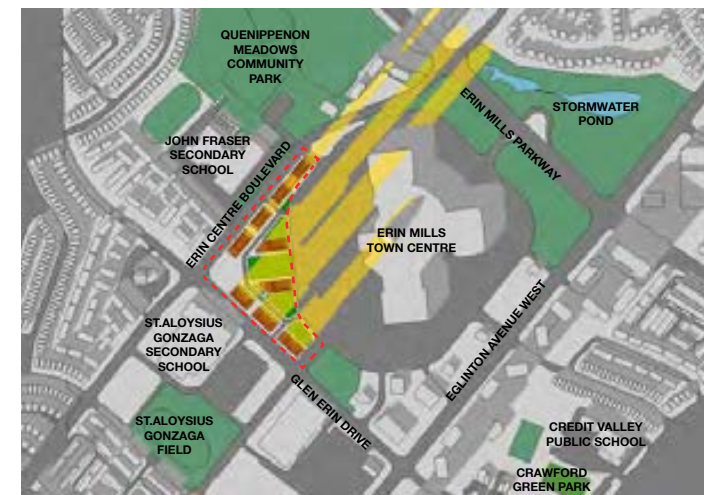 QUENIPPENON
MEADOWS
COMMUNITY
PARK
ERIN MILLS PARKWAY
STORMWATER
POND
JOHN FRASER
SECONDARY
SCHOOL
ERIN CENTRE BOULEVARD
ERIN MILLS
TOWN CENTRE
ST.ALOYSIUS
GONZAGA
SECONDARY
SCHOOL
EGLINTON AVENUE WEST
GLEN ERIN DRIVE
ST.ALOYSIUS
GONZAGA
FIELD
CREDIT VALLEY
PUBLIC SCHOOL
CRAWFORD
GREEN PARK